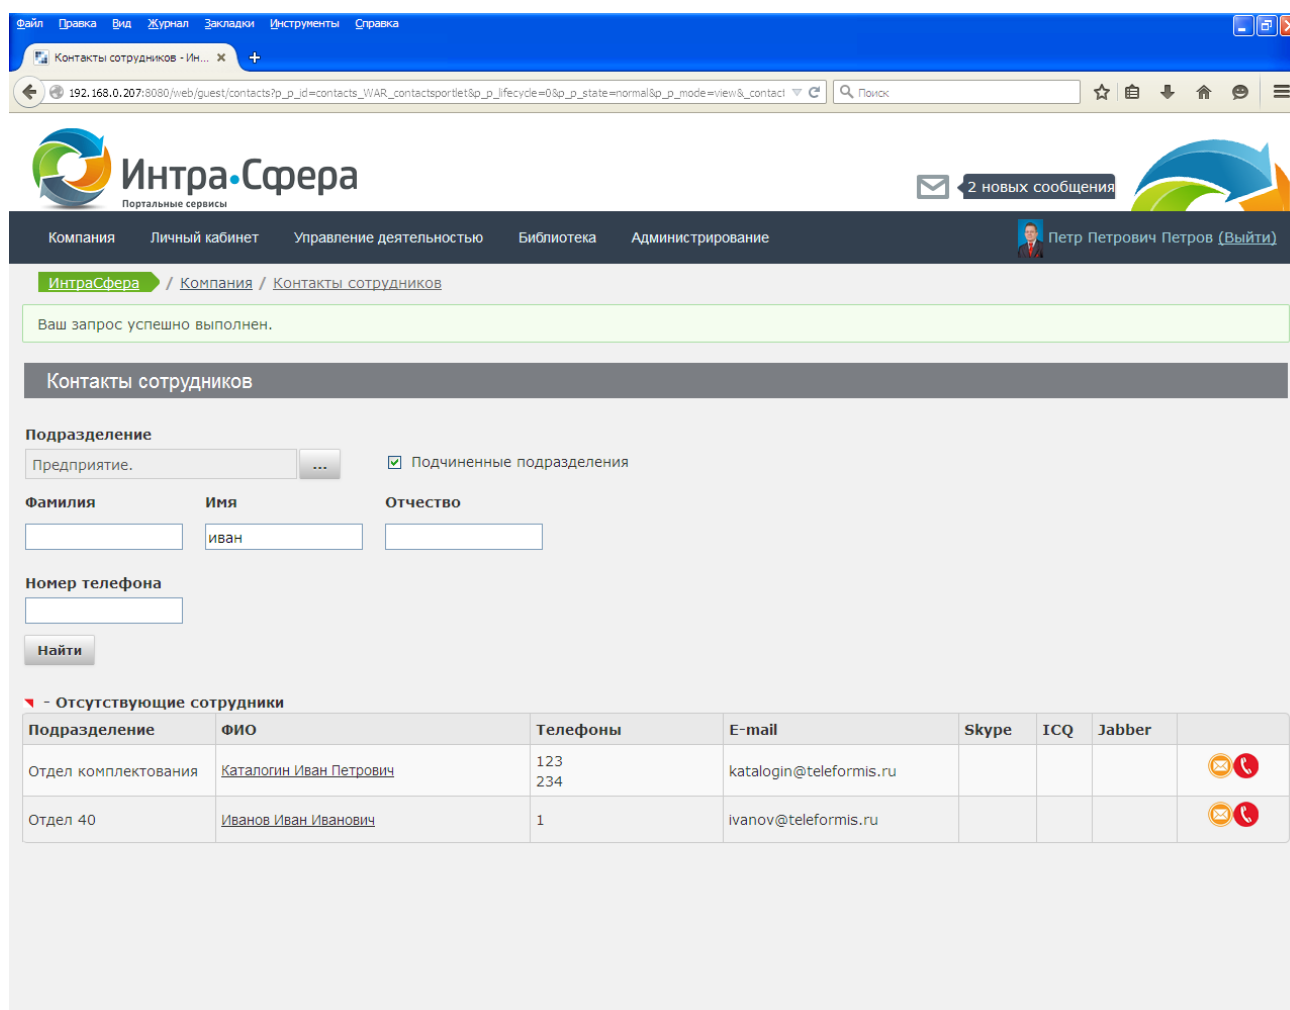 Файл Правка Вид Журнал Закладки Инструменты Справка
Контакты сотрудников - Ин...
192.168.0.207:8080/web/guest/contacts?p_p_id=contacts_WAR_contactsportlet&p_p_lifecycle=0&p_p_state=normal&p_p_mode=view&_contact Поиск
Интра•Сфера
Портальные сервисы
2 новых сообщения
Компания Личный кабинет Управление деятельностью Библиотека Администрирование Петр Петрович Петров (Выйти)
ИнтраСфера / Компания / Контакты сотрудников
Ваш запрос успешно выполнен.
Контакты сотрудников
Подразделение
Предприятие. ... Подчиненные подразделения
Фамилия Имя Отчество
иван
Номер телефона
Найти
- Отсутствующие сотрудники
Подразделение ФИО Телефоны E-mail Skype ICQ Jabber
Отдел комплектования Каталогин Иван Петрович 123 234 katalogin@teleformis.ru
Отдел 40 Иванов Иван Иванович 1 ivanov@teleformis.ru